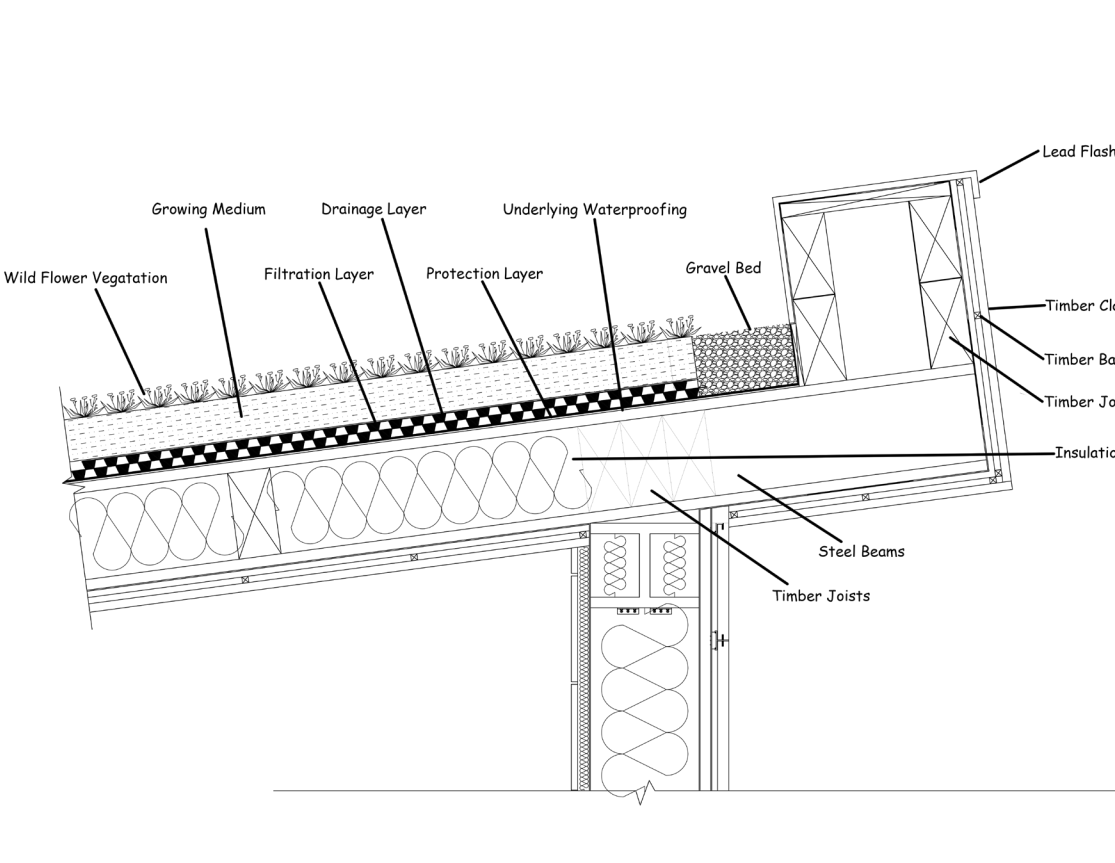 Lead Flash
Growing Medium
Drainage Layer
Underlying Waterproofing
Wild Flower Vegatation
Filtration Layer
Protection Layer
Gravel Bed
Timber Cl
Timber Ba
Timber Jo
Insulatio
Steel Beams
Timber Joists